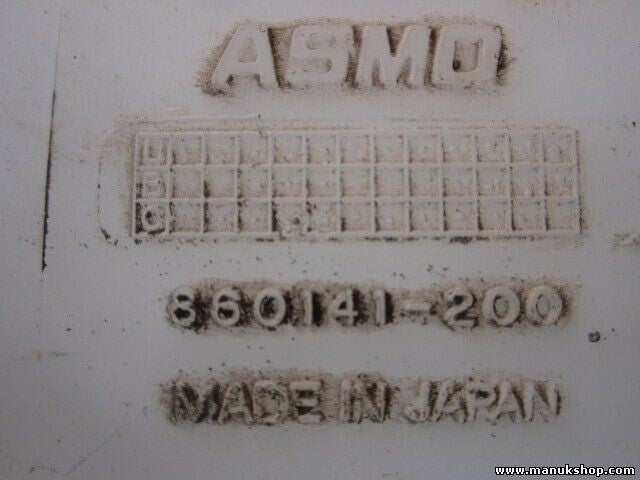 ASMO
U
B
C
860141-200
MADE IN JAPAN
www.manukshop.com